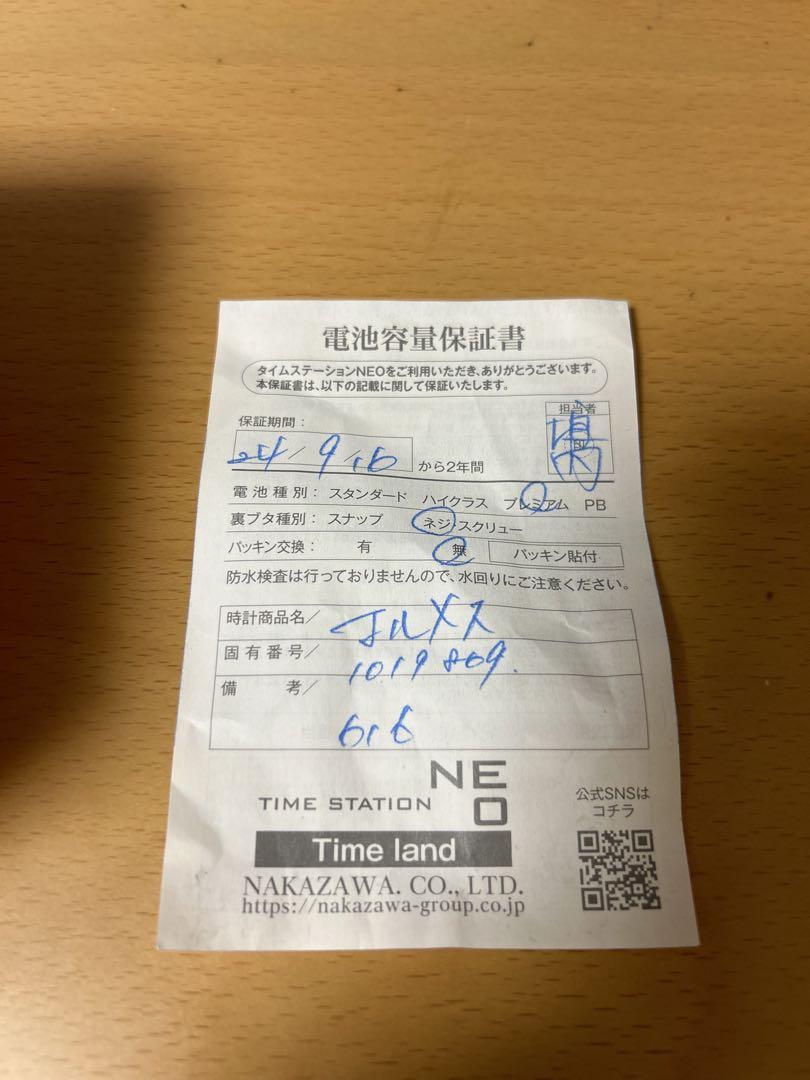 電池容量保証書
タイムステーションNEOをご利用いただき、ありがとうございます。
本保証書は、以下の記載に関して保証いたします。
担当者
保証期間：
24/9/16 から2年間
電池種別： スタンダード ハイクラス プレミアム PB
裏ブタ種別： スナップ ネジ・スクリュー
パッキン交換： 有 無 パッキン貼付
防水検査は行っておりませんので、水回りにご注意ください。
時計商品名／ エルメス
固有番号／ 1019869.
備考／
616
TIME STATION NEO
公式SNSは
コチラ
Time land
NAKAZAWA. CO., LTD.
https://nakazawa-group.co.jp